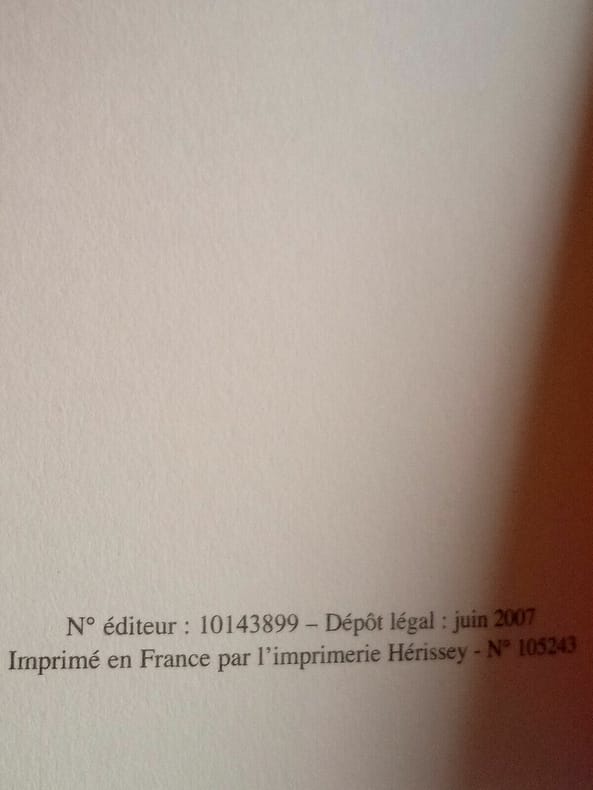 N° éditeur : 10143899 – Dépôt légal : juin 2007
Imprimé en France par l'imprimerie Hérissey - N° 105243